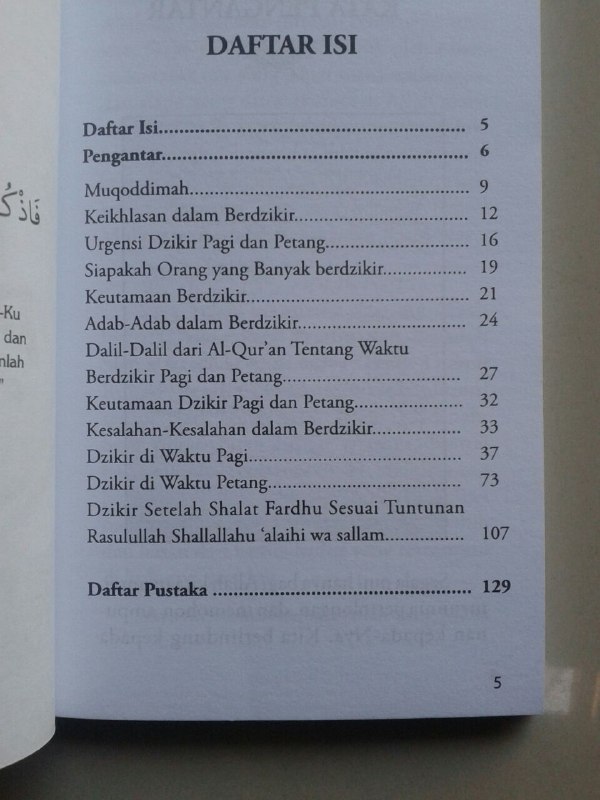 DAFTAR ISI
Daftar Isi.................................................... 5
Pengantar.................................................... 6
Muqoddimah............................................... 9
Keikhlasan dalam Berdzikir............................. 12
Urgensi Dzikir Pagi dan Petang........................ 16
Siapakah Orang yang Banyak berdzikir.............. 19
Keutamaan Berdzikir...................................... 21
Adab-Adab dalam Berdzikir............................ 24
Dalil-Dalil dari Al-Qur'an Tentang Waktu
Berdzikir Pagi dan Petang.............................. 27
Keutamaan Dzikir Pagi dan Petang.................. 32
Kesalahan-Kesalahan dalam Berdzikir............... 33
Dzikir di Waktu Pagi.................................... 37
Dzikir di Waktu Petang................................. 73
Dzikir Setelah Shalat Fardhu Sesuai Tuntunan
Rasulullah Shallallahu 'alaihi wa sallam............... 107
Daftar Pustaka ............................................. 129
5
-Ku
dan
nlah
"